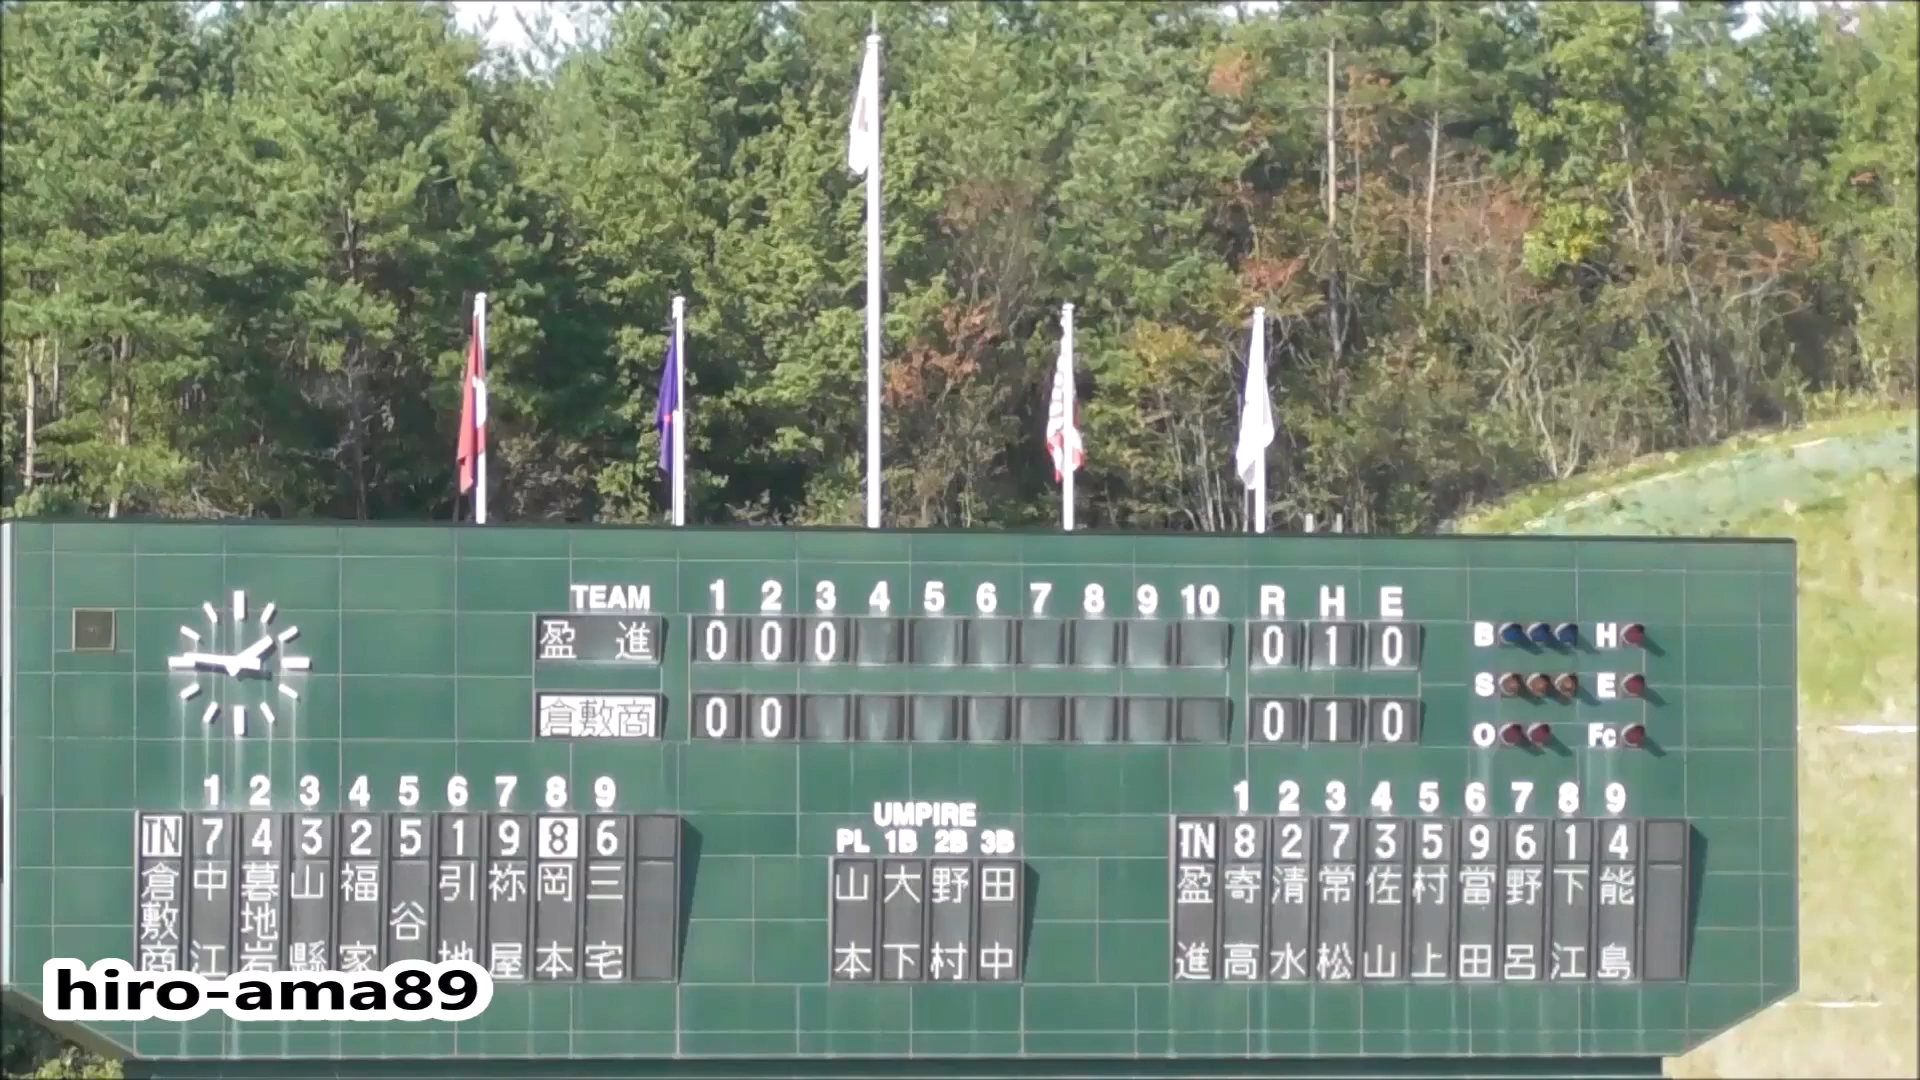 TEAM 1 2 3 4 5 6 7 8 9 10 R H E
盈進 0 0 0 0 1 0
倉敷商 0 0 0 1 0
B H
S E
O Fc
1 2 3 4 5 6 7 8 9
IN 7 4 3 2 5 1 9 8 6
倉敷商 中江 暮地岩 山縣 福家 谷 引地 祢屋 岡本 三宅
UMPIRE
PL 1B 2B 3B
山本 大下 野村 田中
1 2 3 4 5 6 7 8 9
IN 8 2 7 3 5 9 6 1 4
盈進 寄高 清水 常松 佐山 村上 當田 野呂 下江 能島
hiro-ama89